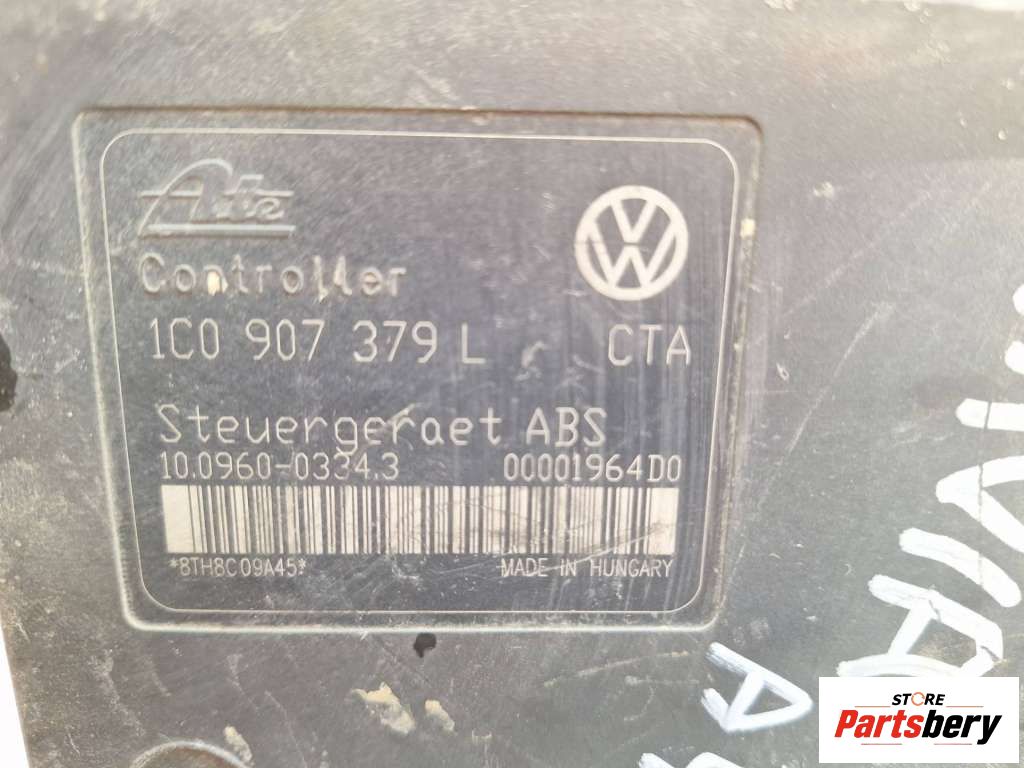 Ate
Controller
1C0 907 379 L CTA
Steuergeraet ABS
10.0960-0334.3 00001964D0
*8TH8C09A45*
MADE IN HUNGARY
STORE
Partsbery